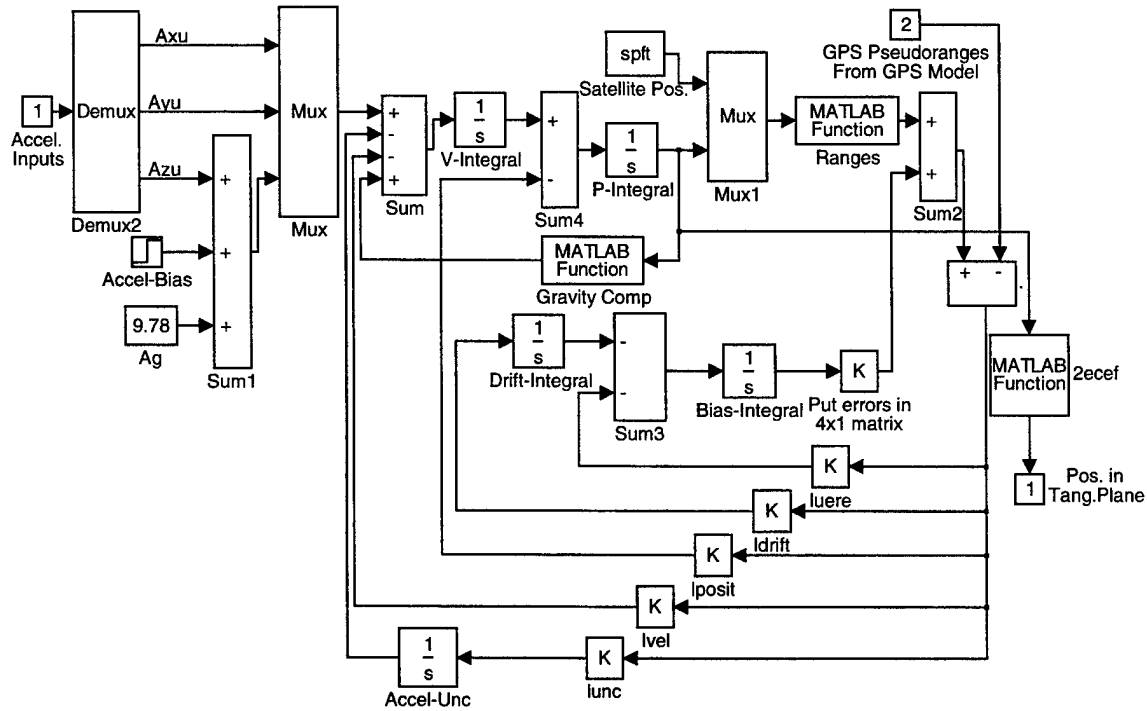 Axu
Ayu
Azu
1
Accel.
Inputs
Demux
Demux2
Accel-Bias
9.78
Ag
+
+
+
Sum1
Mux
Mux
+
-
-
+
Sum
1
s
V-Integral
+
-
Sum4
1
s
P-Integral
spft
Satellite Pos.
Mux
Mux1
MATLAB
Function
Ranges
2
GPS Pseudoranges
From GPS Model
+
+
Sum2
+ -
MATLAB
Function
Gravity Comp
1
s
Drift-Integral
-
-
Sum3
1
s
Bias-Integral
K
Put errors in
4x1 matrix
MATLAB
Function
2ecef
1
Pos. in
Tang.Plane
K
luere
K
ldrift
K
lposit
K
lvel
K
lunc
1
s
Accel-Unc